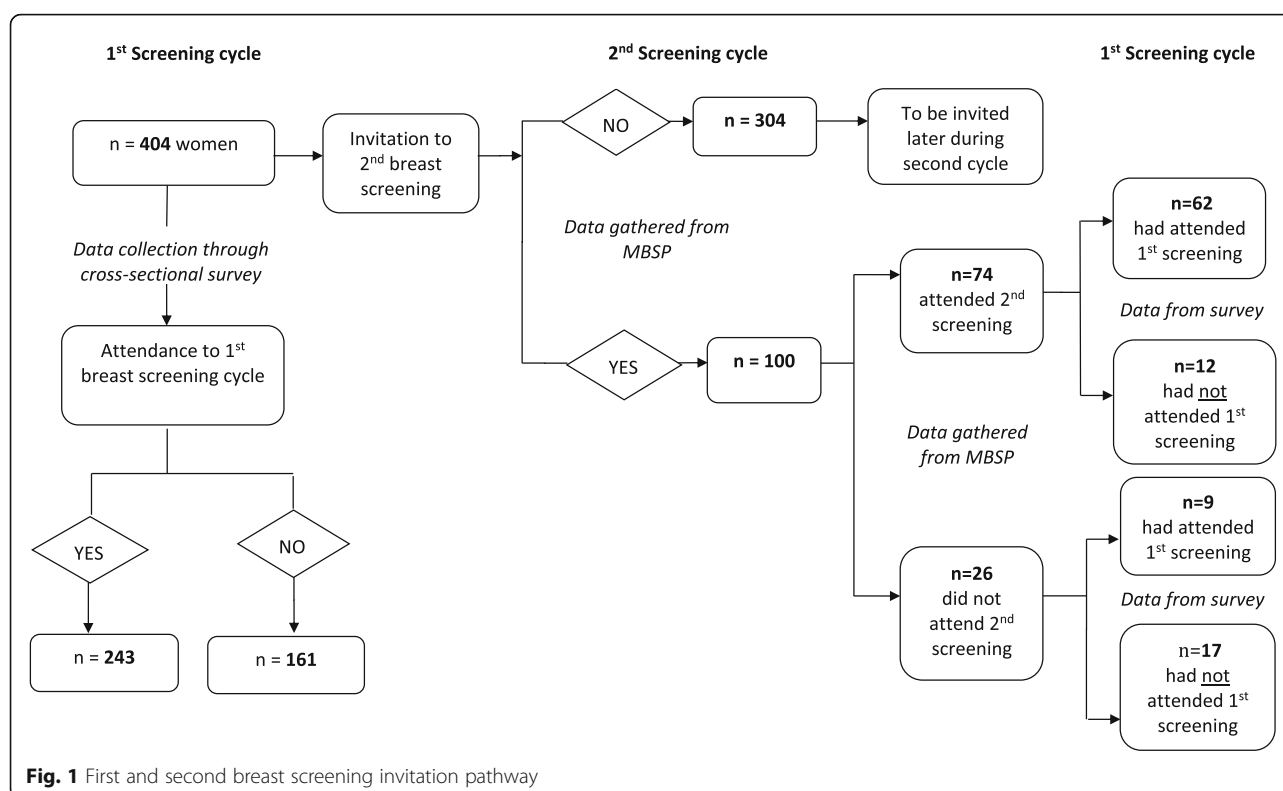 1st Screening cycle
2nd Screening cycle
1st Screening cycle
n = 404 women
Data collection through
cross-sectional survey
Attendance to 1st
breast screening cycle
YES
NO
n = 243
n = 161
Invitation to
2nd breast
screening
NO
n = 304
To be invited
later during
second cycle
Data gathered from
MBSP
YES
n = 100
n=74
attended 2nd
screening
Data gathered
from MBSP
n=26
did not
attend 2nd
screening
n=62
had attended
1st screening
Data from survey
n=12
had not
attended 1st
screening
n=9
had attended
1st screening
Data from survey
n=17
had not
attended 1st
screening
Fig. 1 First and second breast screening invitation pathway